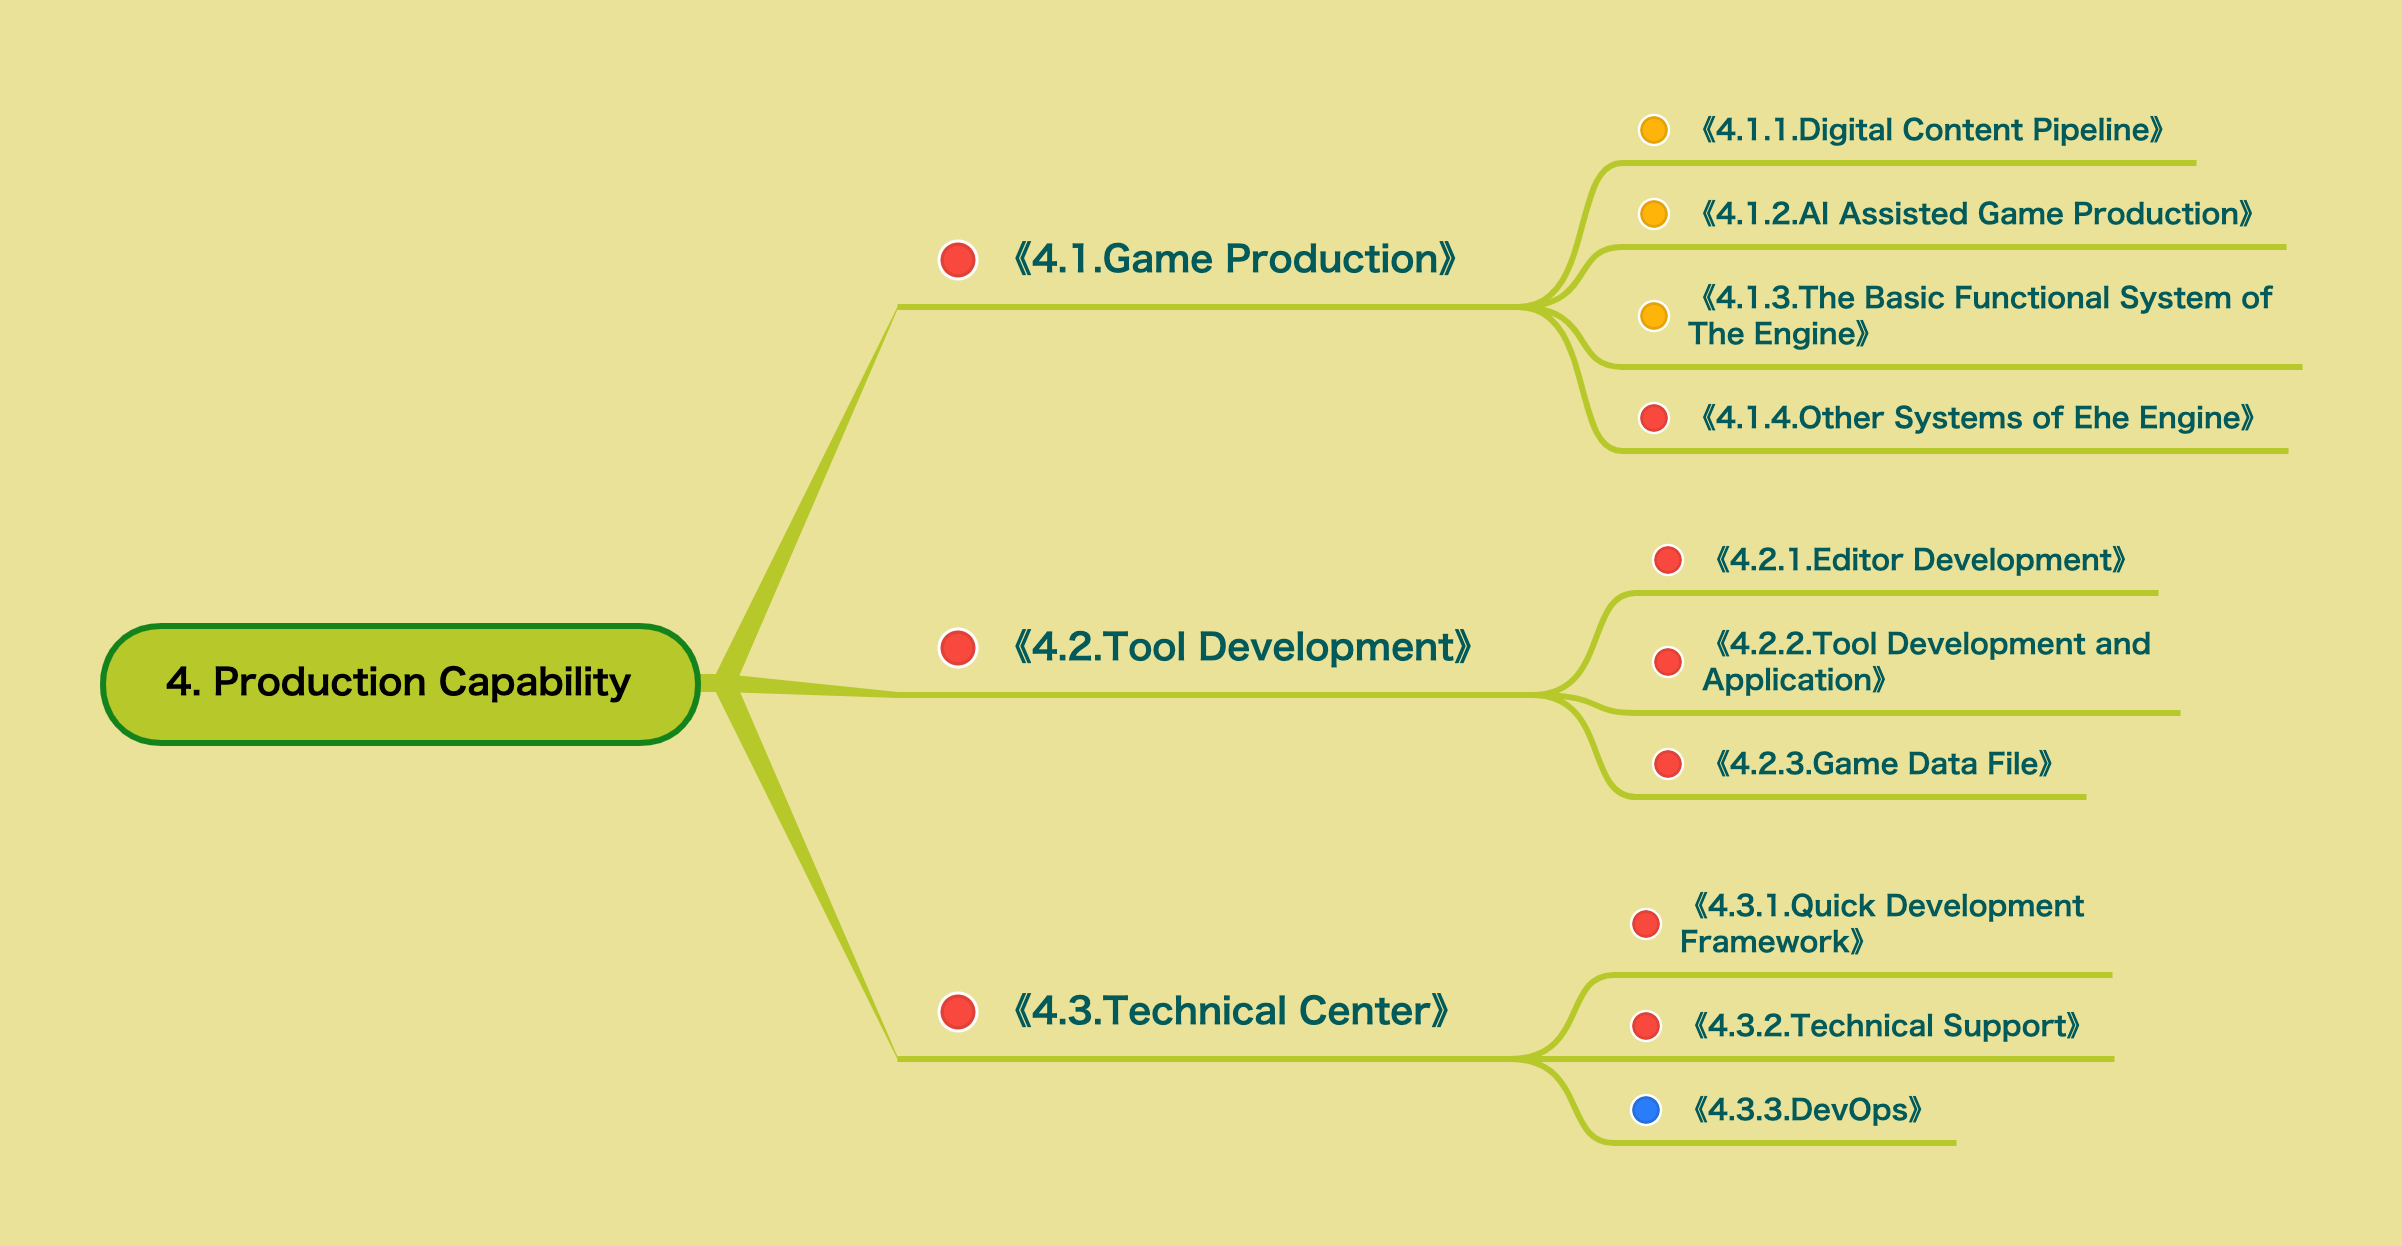 4. Production Capability
《4.1.Game Production》
《4.1.1.Digital Content Pipeline》
《4.1.2.AI Assisted Game Production》
《4.1.3.The Basic Functional System of
The Engine》
《4.1.4.Other Systems of Ehe Engine》
《4.2.Tool Development》
《4.2.1.Editor Development》
《4.2.2.Tool Development and
Application》
《4.2.3.Game Data File》
《4.3.Technical Center》
《4.3.1.Quick Development
Framework》
《4.3.2.Technical Support》
《4.3.3.DevOps》